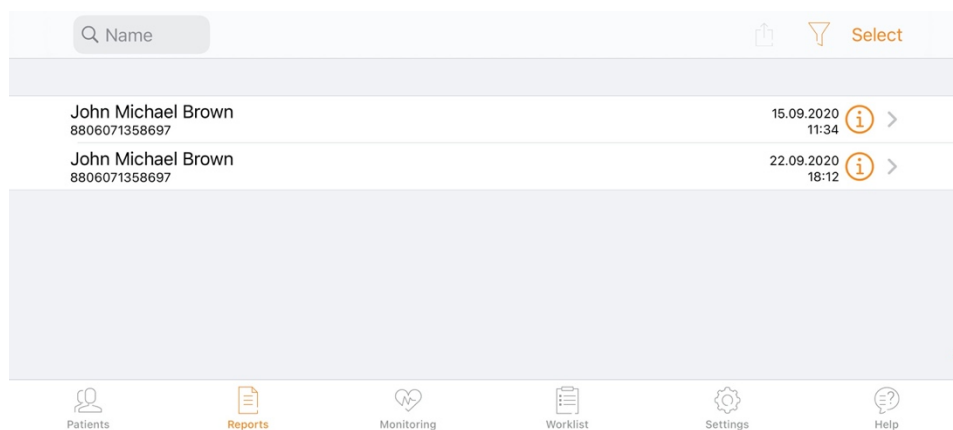 Name
Select
John Michael Brown
8806071358697
15.09.2020
11:34
John Michael Brown
8806071358697
22.09.2020
18:12
Patients
Reports
Monitoring
Worklist
Settings
Help